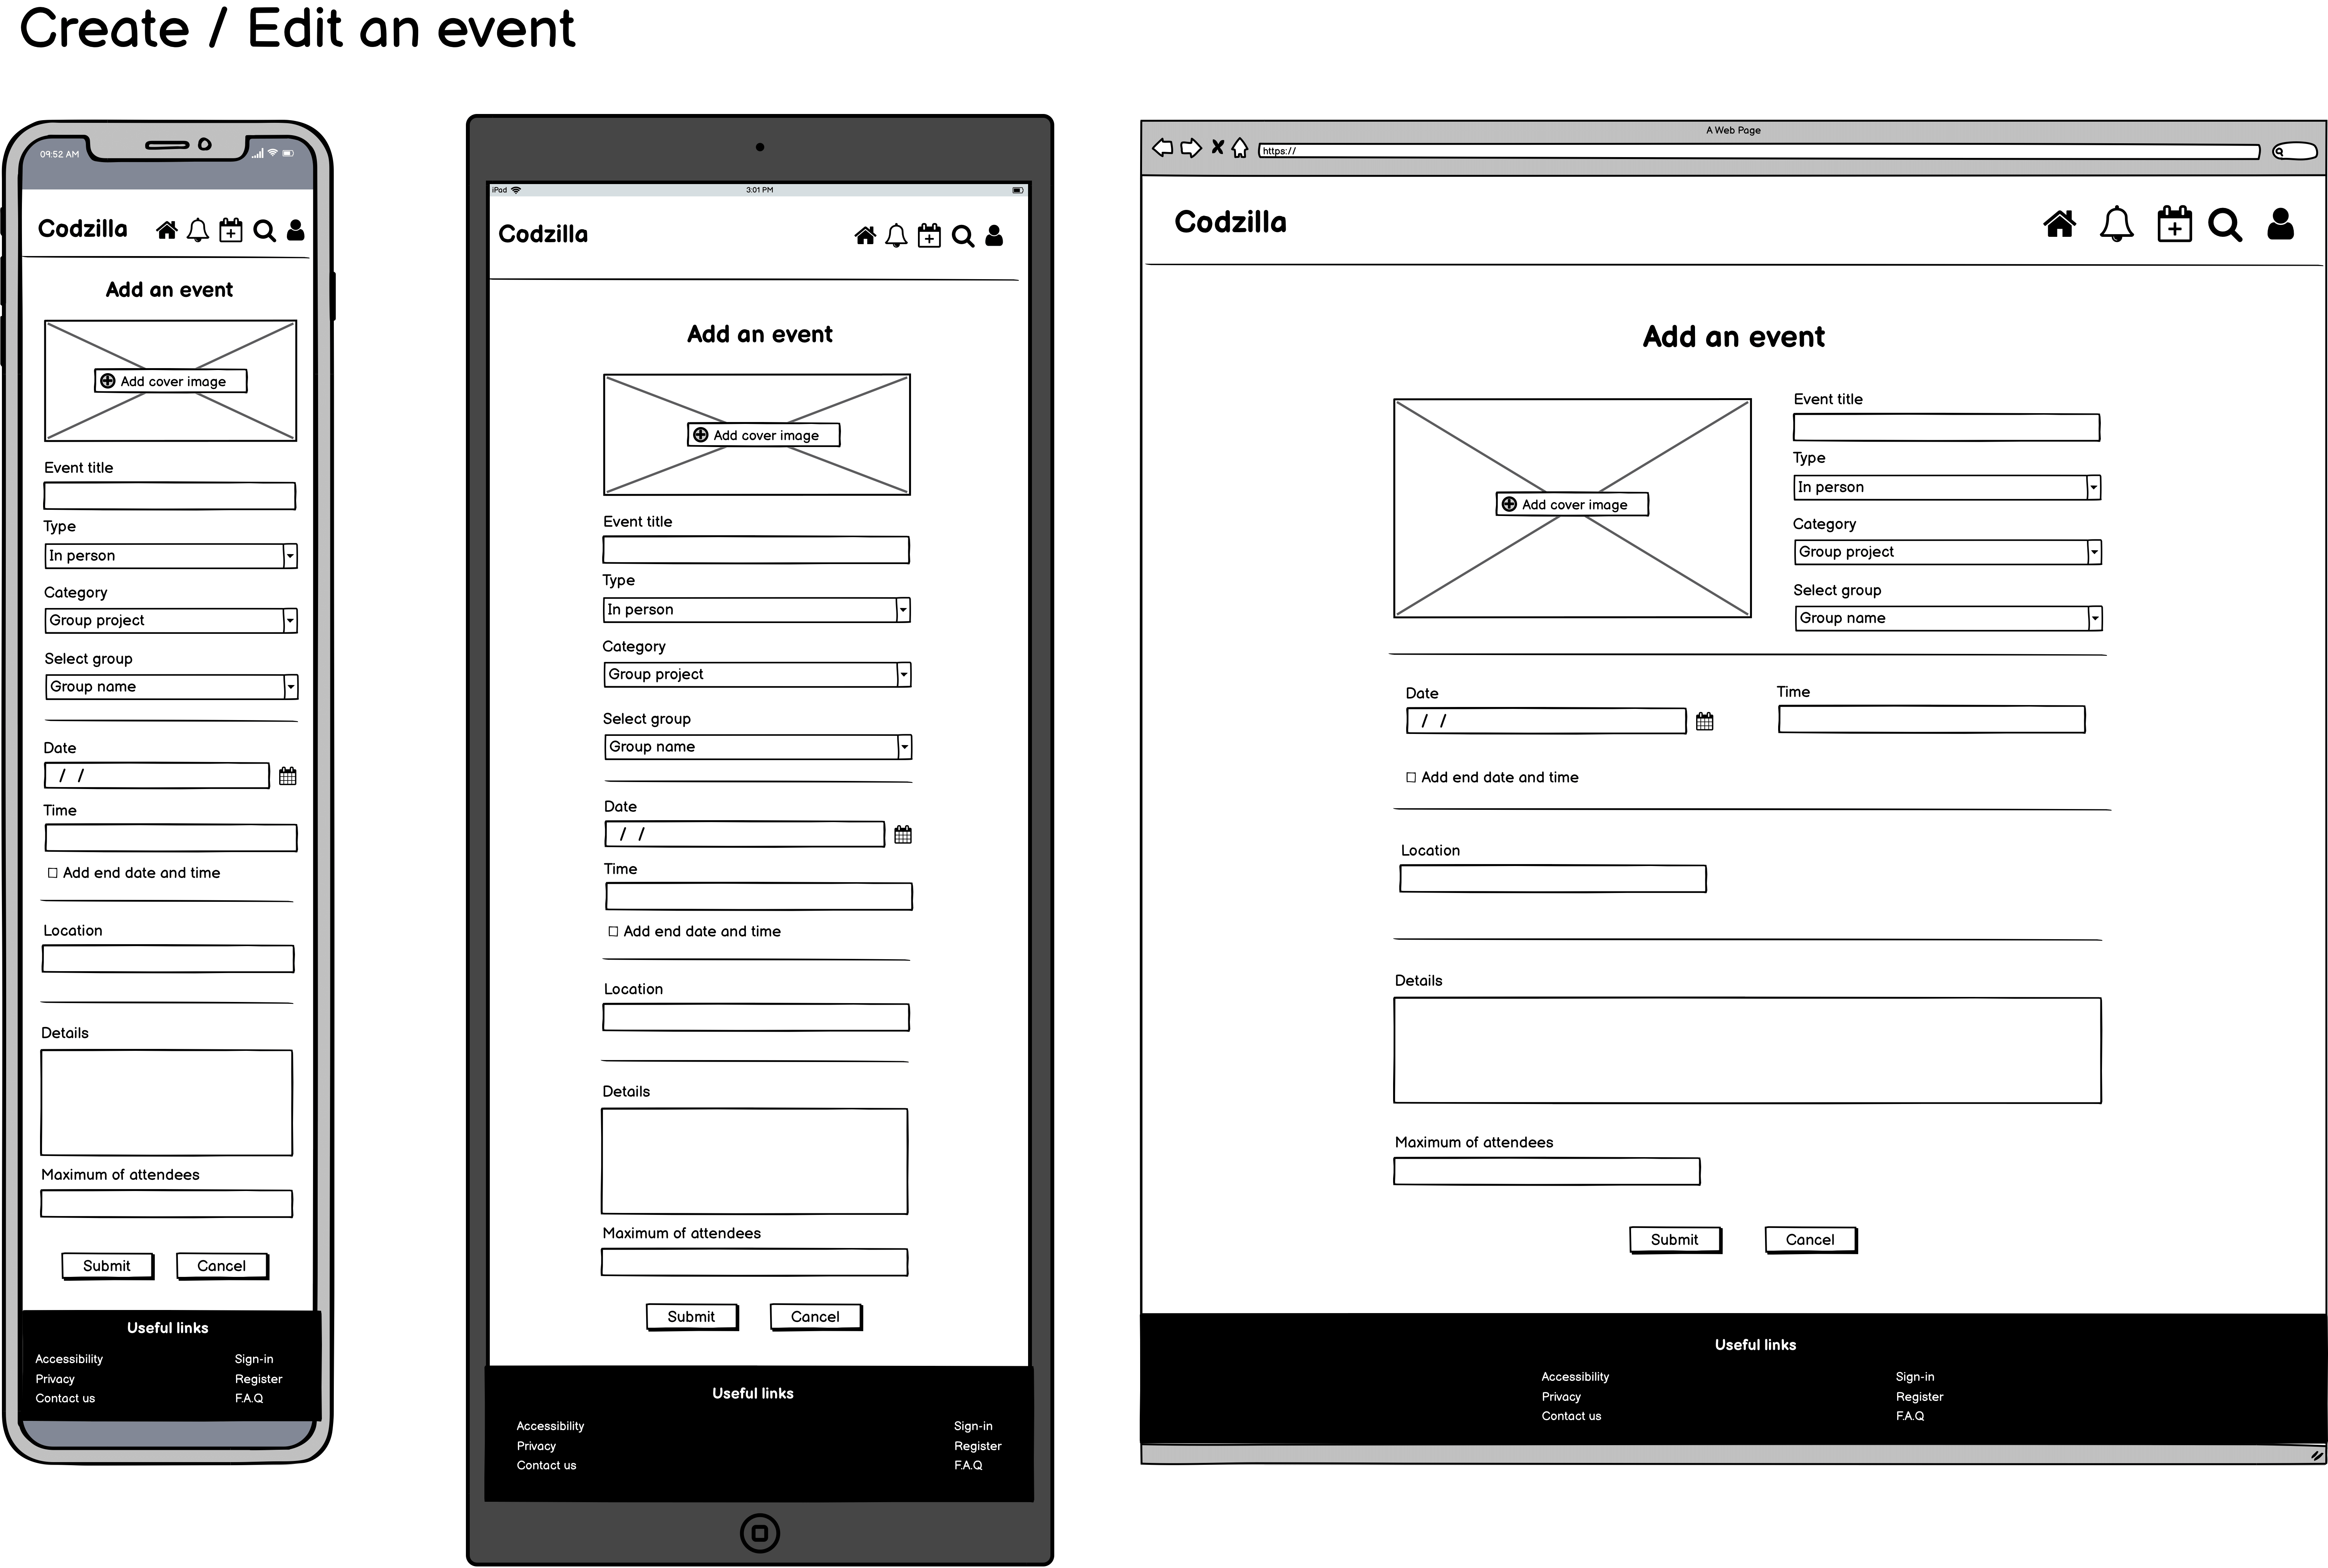 Create / Edit an event
09:52 AM
Codzilla
Add an event
Add cover image
Event title
Type
In person
Category
Group project
Select group
Group name
Date
/ /
Time
Add end date and time
Location
Details
Maximum of attendees
Submit Cancel
Useful links
Accessibility Sign-in
Privacy Register
Contact us F.A.Q
iPad 3:01 PM
Codzilla
Add an event
Add cover image
Event title
Type
In person
Category
Group project
Select group
Group name
Date
/ /
Time
Add end date and time
Location
Details
Maximum of attendees
Submit Cancel
Useful links
Accessibility Sign-in
Privacy Register
Contact us F.A.Q
A Web Page
https://
Codzilla
Add an event
Add cover image
Event title
Type
In person
Category
Group project
Select group
Group name
Date Time
/ /
Add end date and time
Location
Details
Maximum of attendees
Submit Cancel
Useful links
Accessibility Sign-in
Privacy Register
Contact us F.A.Q